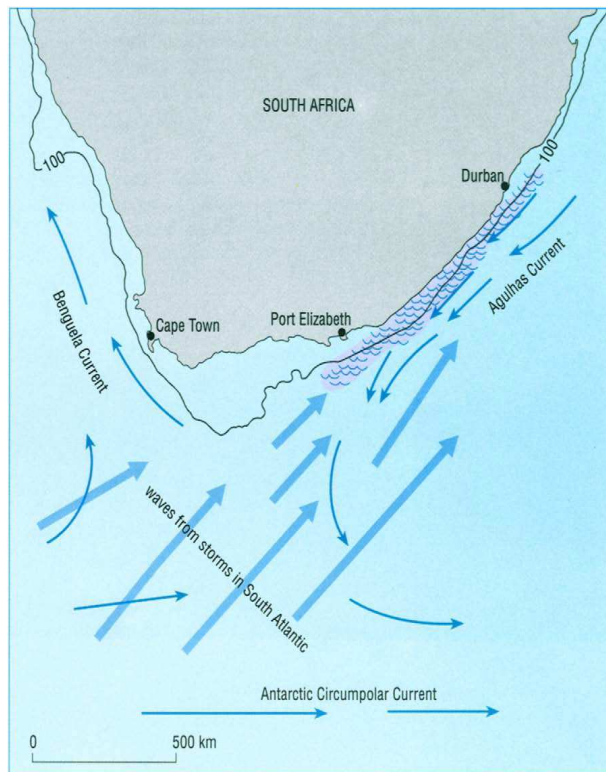 SOUTH AFRICA
100
100
Durban
Agulhas Current
Benguela Current
Cape Town
Port Elizabeth
waves from storms in South Atlantic
Antarctic Circumpolar Current
0
500 km